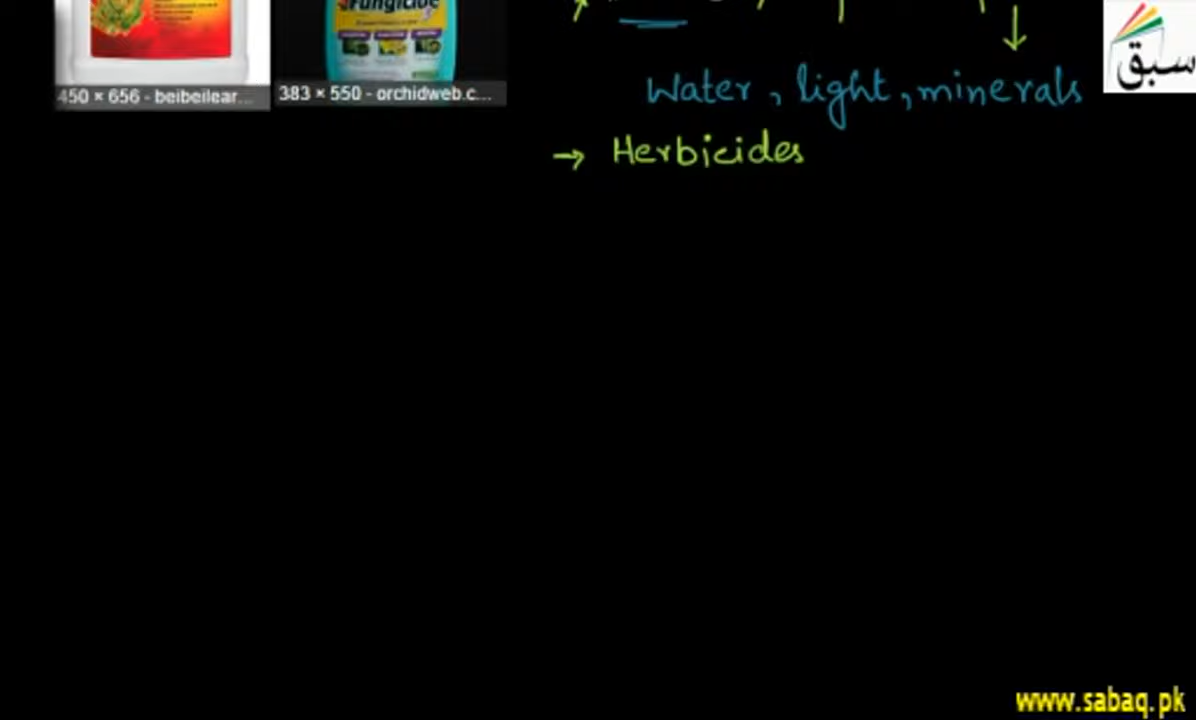 Fungicide
450 × 656 - beibeilear...
383 × 550 - orchidweb.c...
سبق
Water, light, minerals
→ Herbicides
www.sabaq.pk